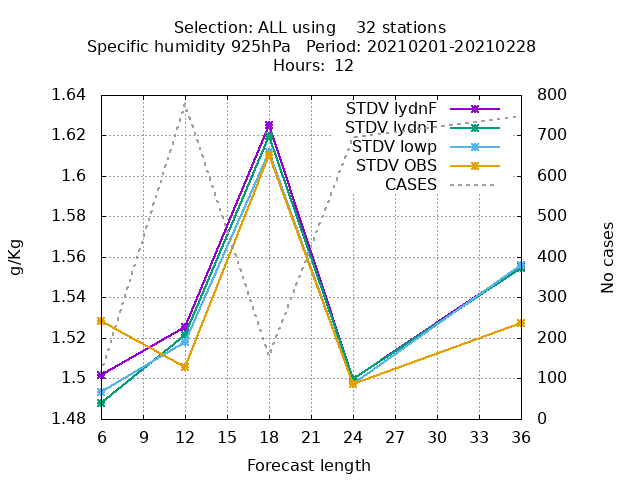 Selection: ALL using    32 stations
Specific humidity 925hPa   Period: 20210201-20210228
Hours:  12
1.64
1.62
1.6
1.58
1.56
1.54
1.52
1.5
1.48
g/Kg
STDV lydnF
STDV lydnT
STDV lowp
STDV OBS
CASES
800
700
600
500
400
300
200
100
0
No cases
6 9 12 15 18 21 24 27 30 33 36
Forecast length